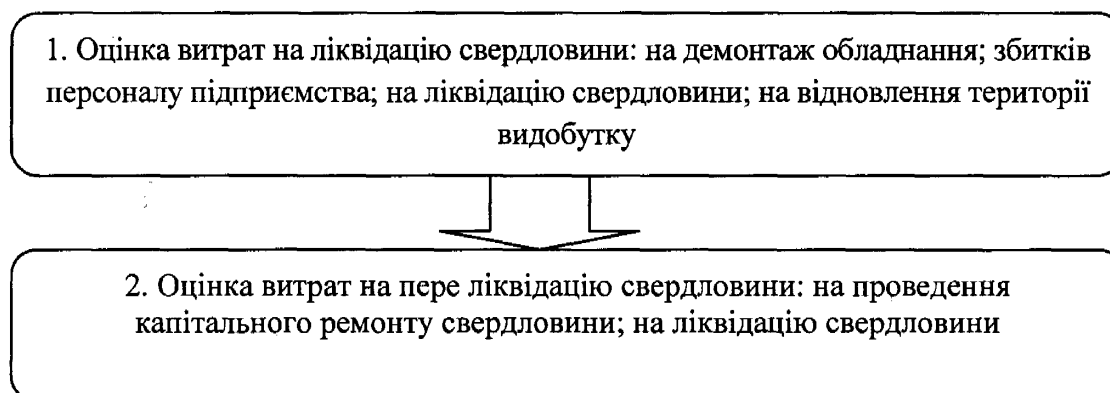 1. Оцінка витрат на ліквідацію свердловини: на демонтаж обладнання; збитків
персоналу підприємства; на ліквідацію свердловини; на відновлення території
видобутку
2. Оцінка витрат на пере ліквідацію свердловини: на проведення
капітального ремонту свердловини; на ліквідацію свердловини